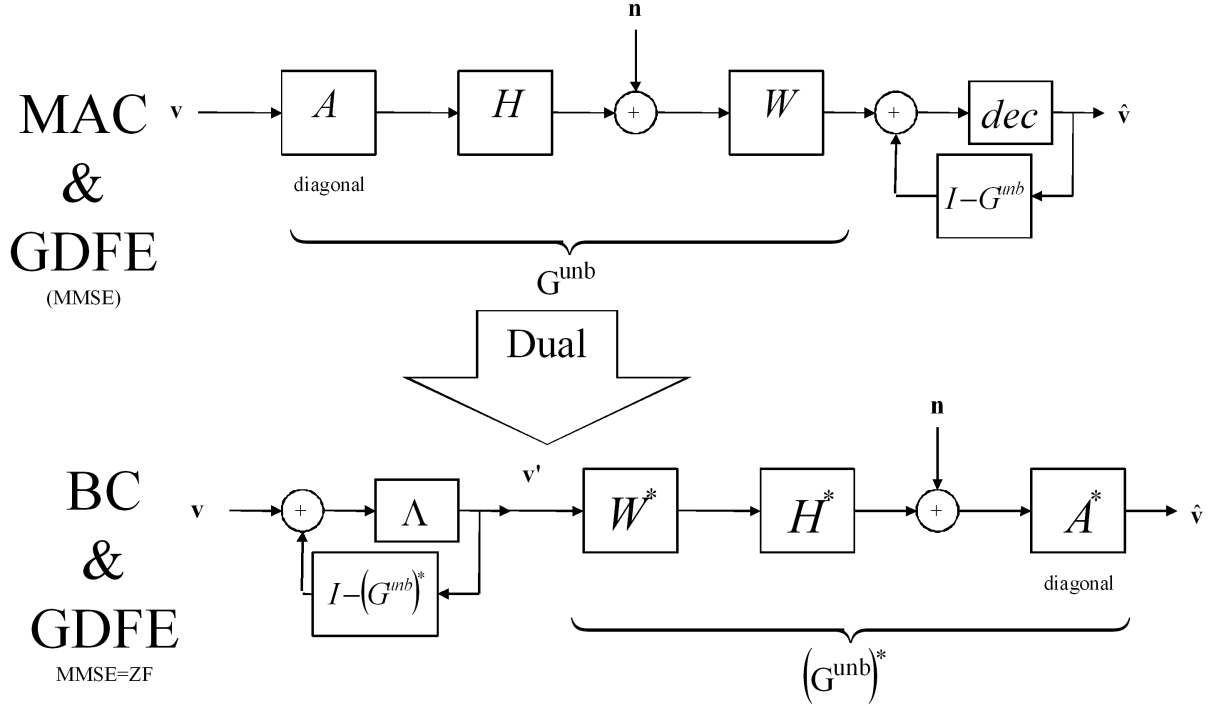 MAC
&
GDFE
(MMSE)
v
A
diagonal
H
n
+
W
+
dec
v̂
I−G^unb
G^unb
Dual
BC
&
GDFE
MMSE=ZF
v
+
Λ
I−(G^unb)^*
v'
W^*
H^*
n
+
A^*
diagonal
v̂
(G^unb)^*